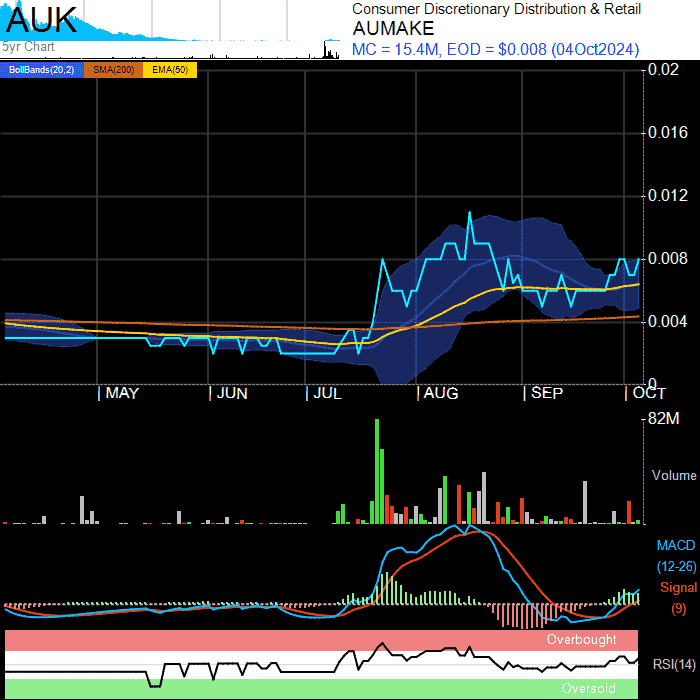 AUK
5yr Chart
Consumer Discretionary Distribution & Retail
AUMAKE
MC = 15.4M, EOD = $0.008 (04Oct2024)
BollBands(20,2) SMA(200) EMA(50)
0.02
0.016
0.012
0.008
0.004
0
| MAY | JUN | JUL | AUG | SEP | OCT
82M
Volume
MACD
(12-26)
Signal
(9)
Overbought
RSI(14)
Oversold